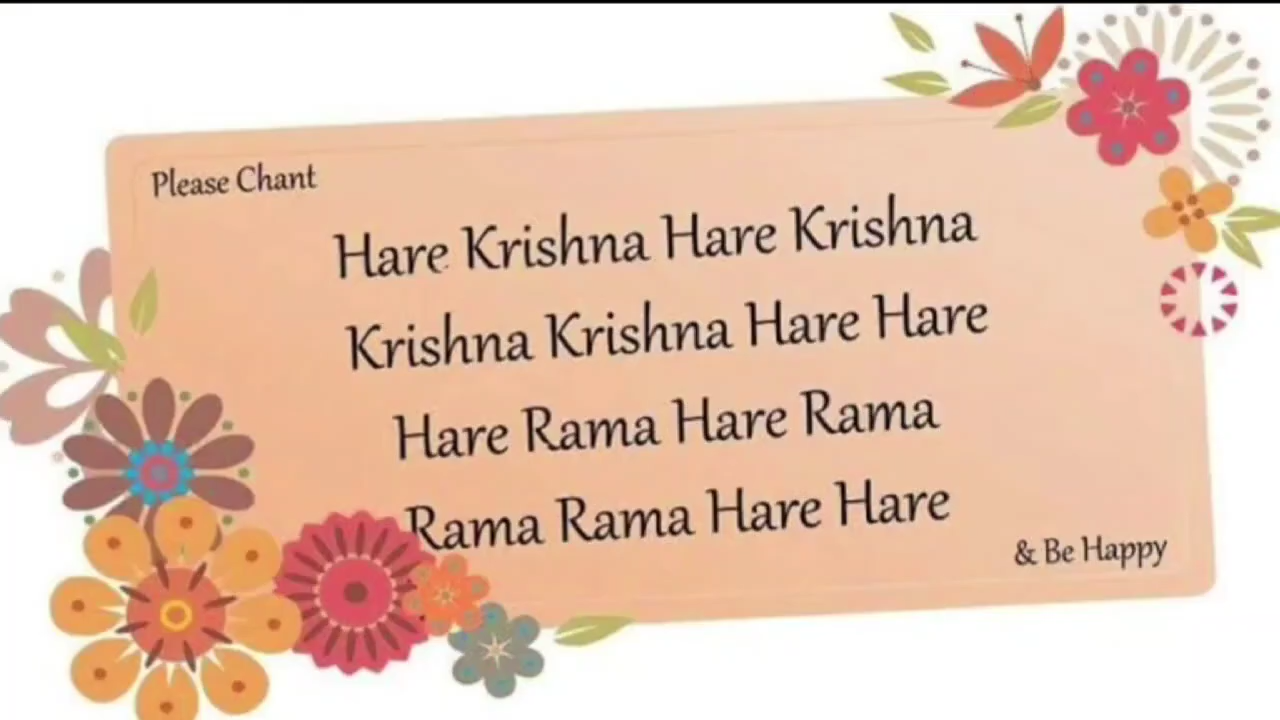 Please Chant
Hare Krishna Hare Krishna
Krishna Krishna Hare Hare
Hare Rama Hare Rama
Rama Rama Hare Hare
& Be Happy